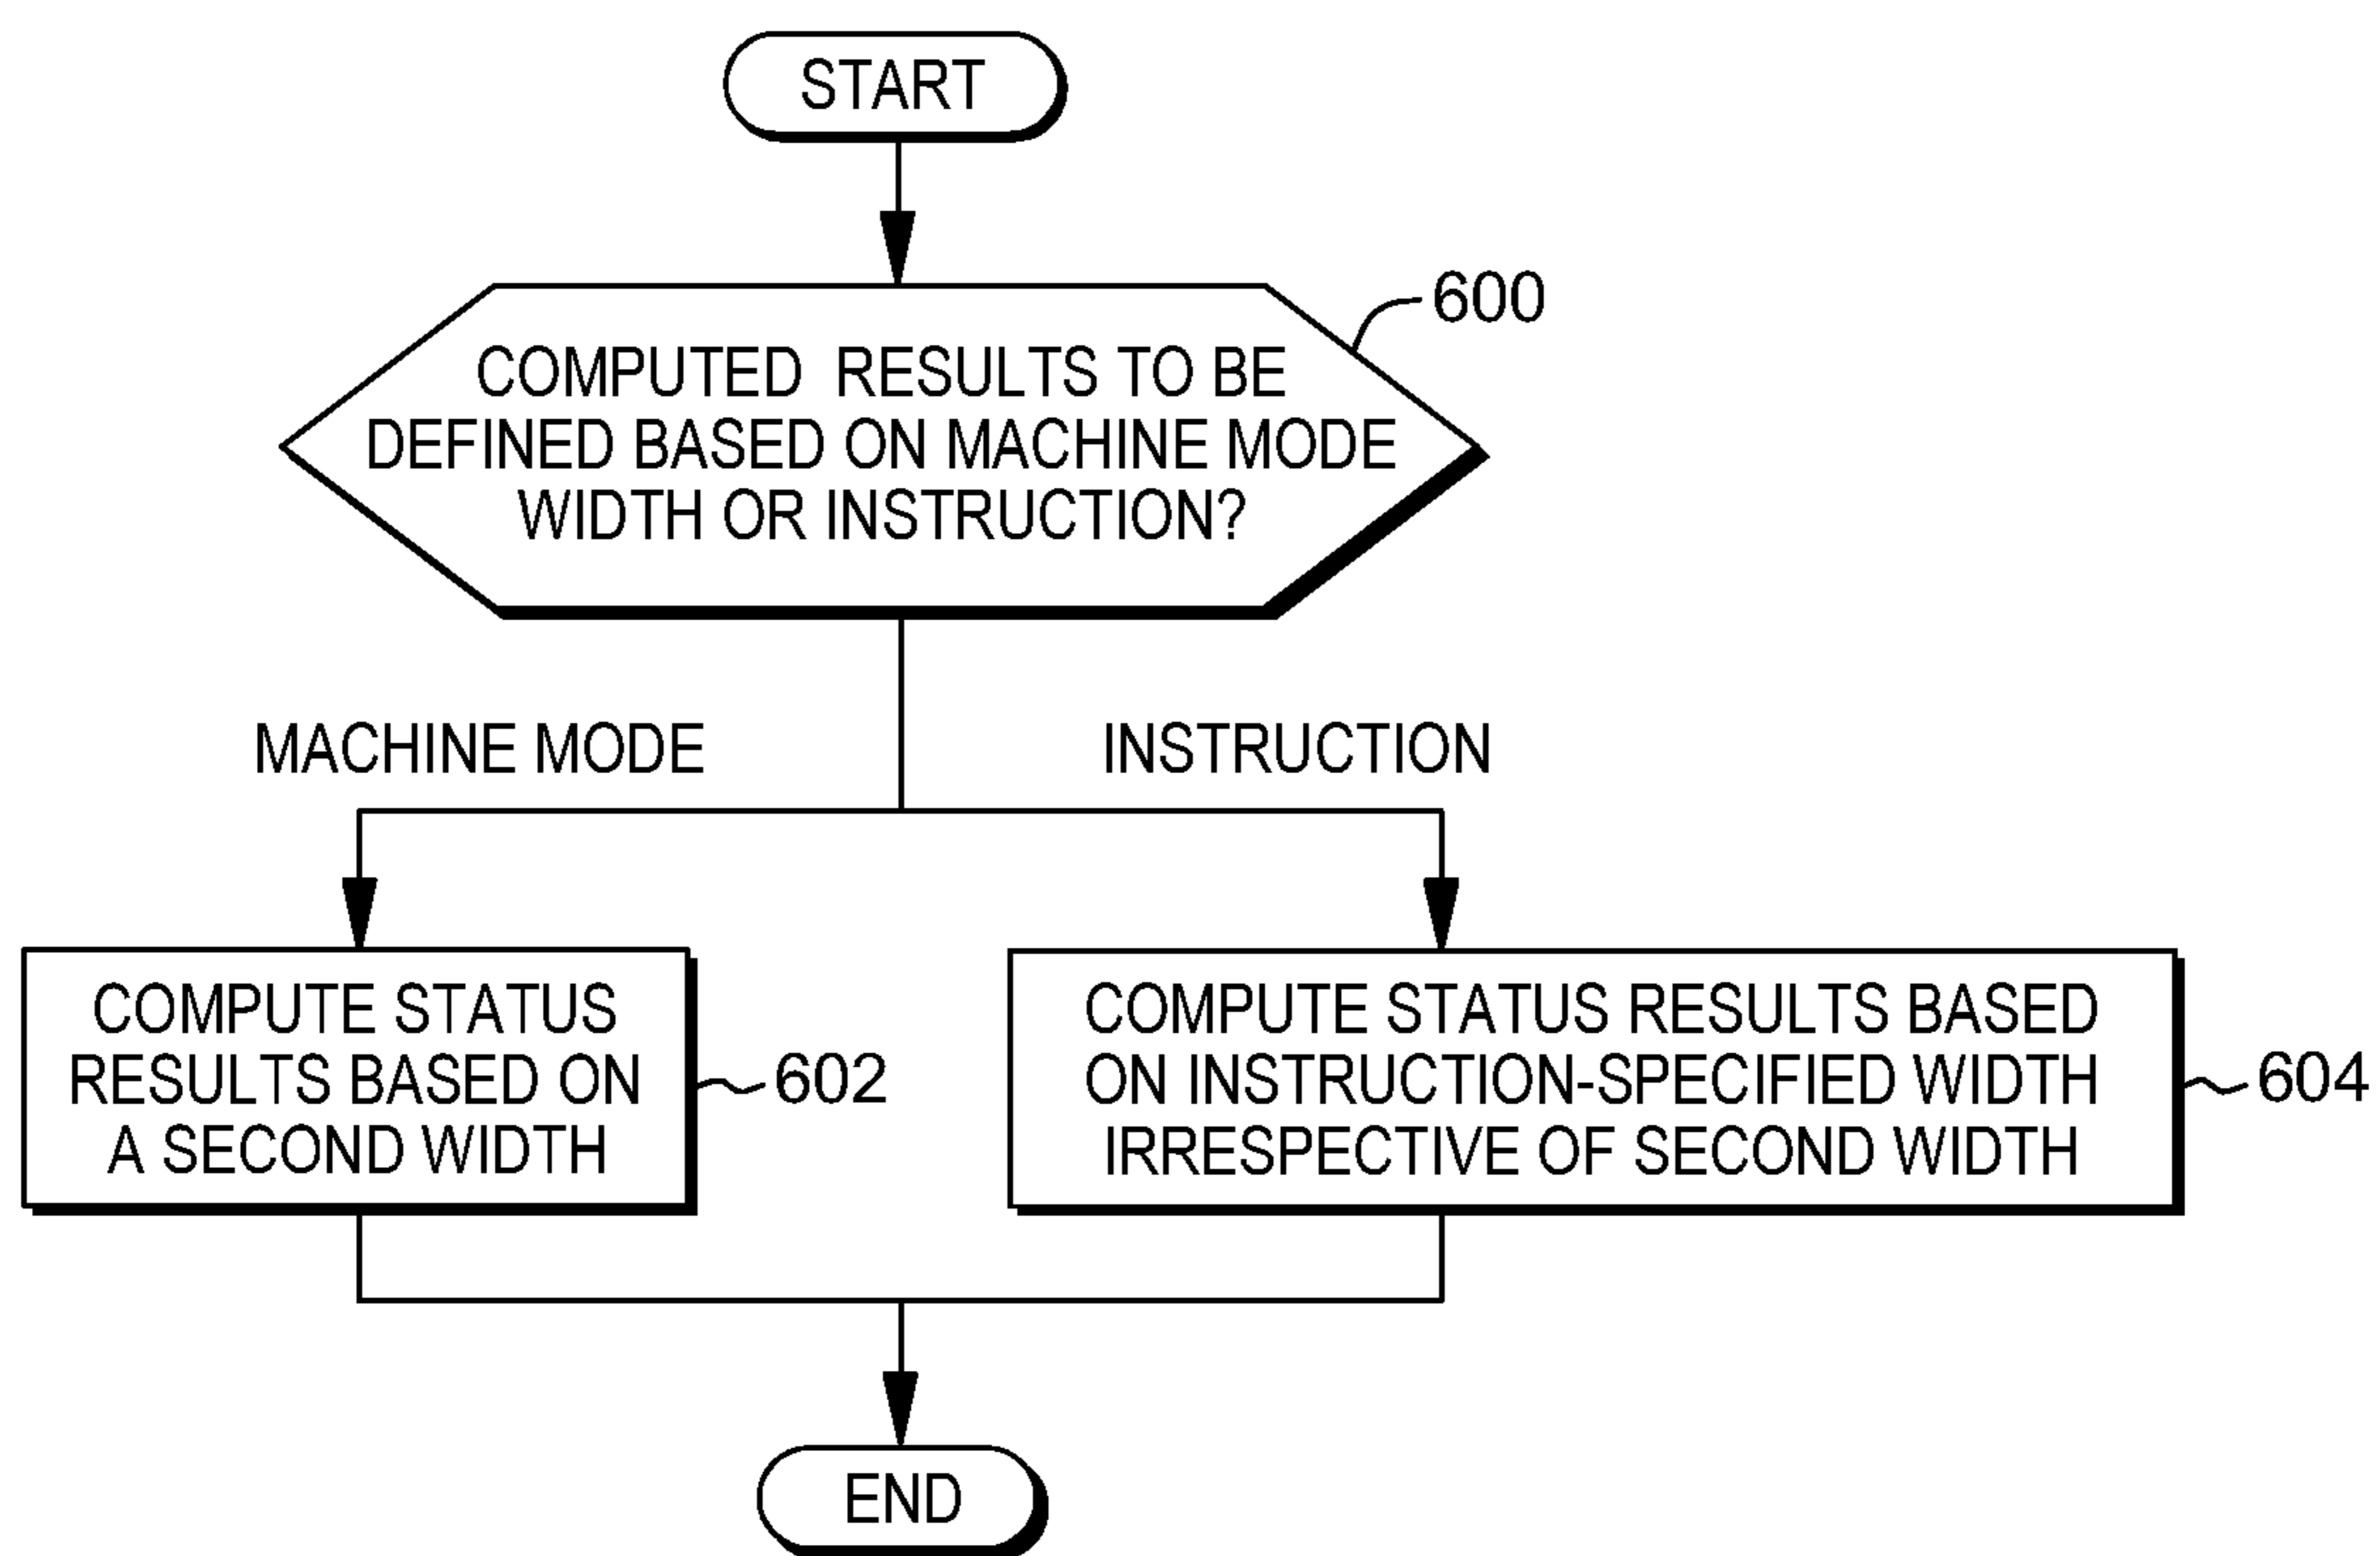 START
600
COMPUTED RESULTS TO BE
DEFINED BASED ON MACHINE MODE
WIDTH OR INSTRUCTION?
MACHINE MODE
INSTRUCTION
COMPUTE STATUS
RESULTS BASED ON
A SECOND WIDTH
602
COMPUTE STATUS RESULTS BASED
ON INSTRUCTION-SPECIFIED WIDTH
IRRESPECTIVE OF SECOND WIDTH
604
END